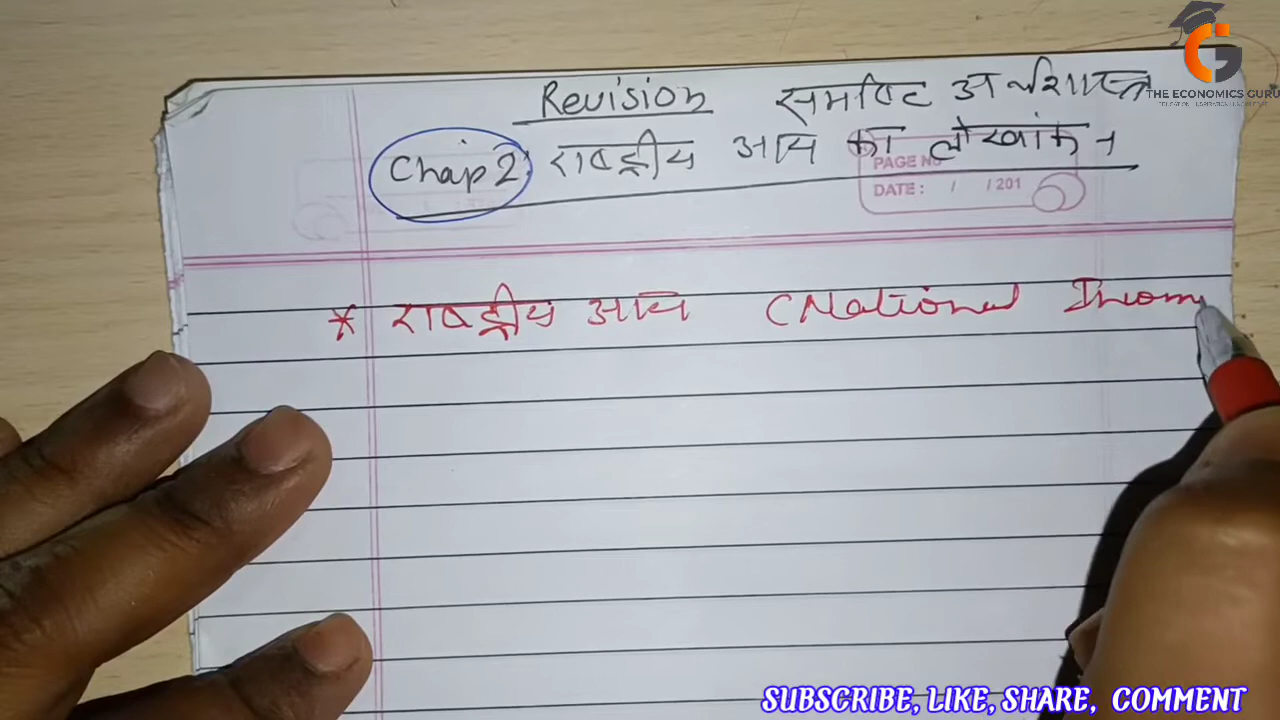 Revision समष्टि अर्थशास्त्र
Chap 2: राष्ट्रीय आय का लेखांकन
PAGE NO
DATE : / / 201
* राष्ट्रीय आय (National Incom
THE ECONOMICS GURU
SUBSCRIBE, LIKE, SHARE, COMMENT